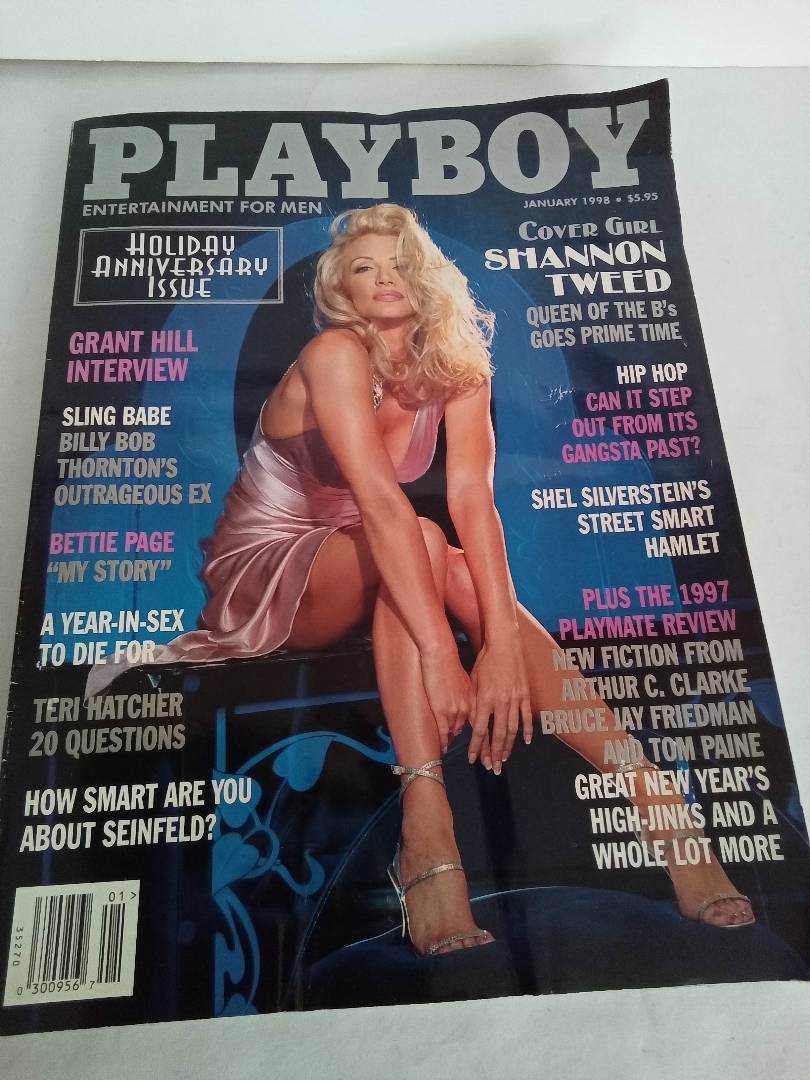 PLAYBOY
ENTERTAINMENT FOR MEN
JANUARY 1998 • $5.95
HOLIDAY
ANNIVERSARY
ISSUE
GRANT HILL
INTERVIEW
SLING BABE
BILLY BOB
THORNTON'S
OUTRAGEOUS EX
BETTIE PAGE
"MY STORY"
A YEAR-IN-SEX
TO DIE FOR
TERI HATCHER
20 QUESTIONS
HOW SMART ARE YOU
ABOUT SEINFELD?
COVER GIRL
SHANNON
TWEED
QUEEN OF THE B's
GOES PRIME TIME
HIP HOP
CAN IT STEP
OUT FROM ITS
GANGSTA PAST?
SHEL SILVERSTEIN'S
STREET SMART
HAMLET
PLUS THE 1997
PLAYMATE REVIEW
NEW FICTION FROM
ARTHUR C. CLARKE
BRUCE JAY FRIEDMAN
AND TOM PAINE
GREAT NEW YEAR'S
HIGH-JINKS AND A
WHOLE LOT MORE
01>
35270
0 300956 7